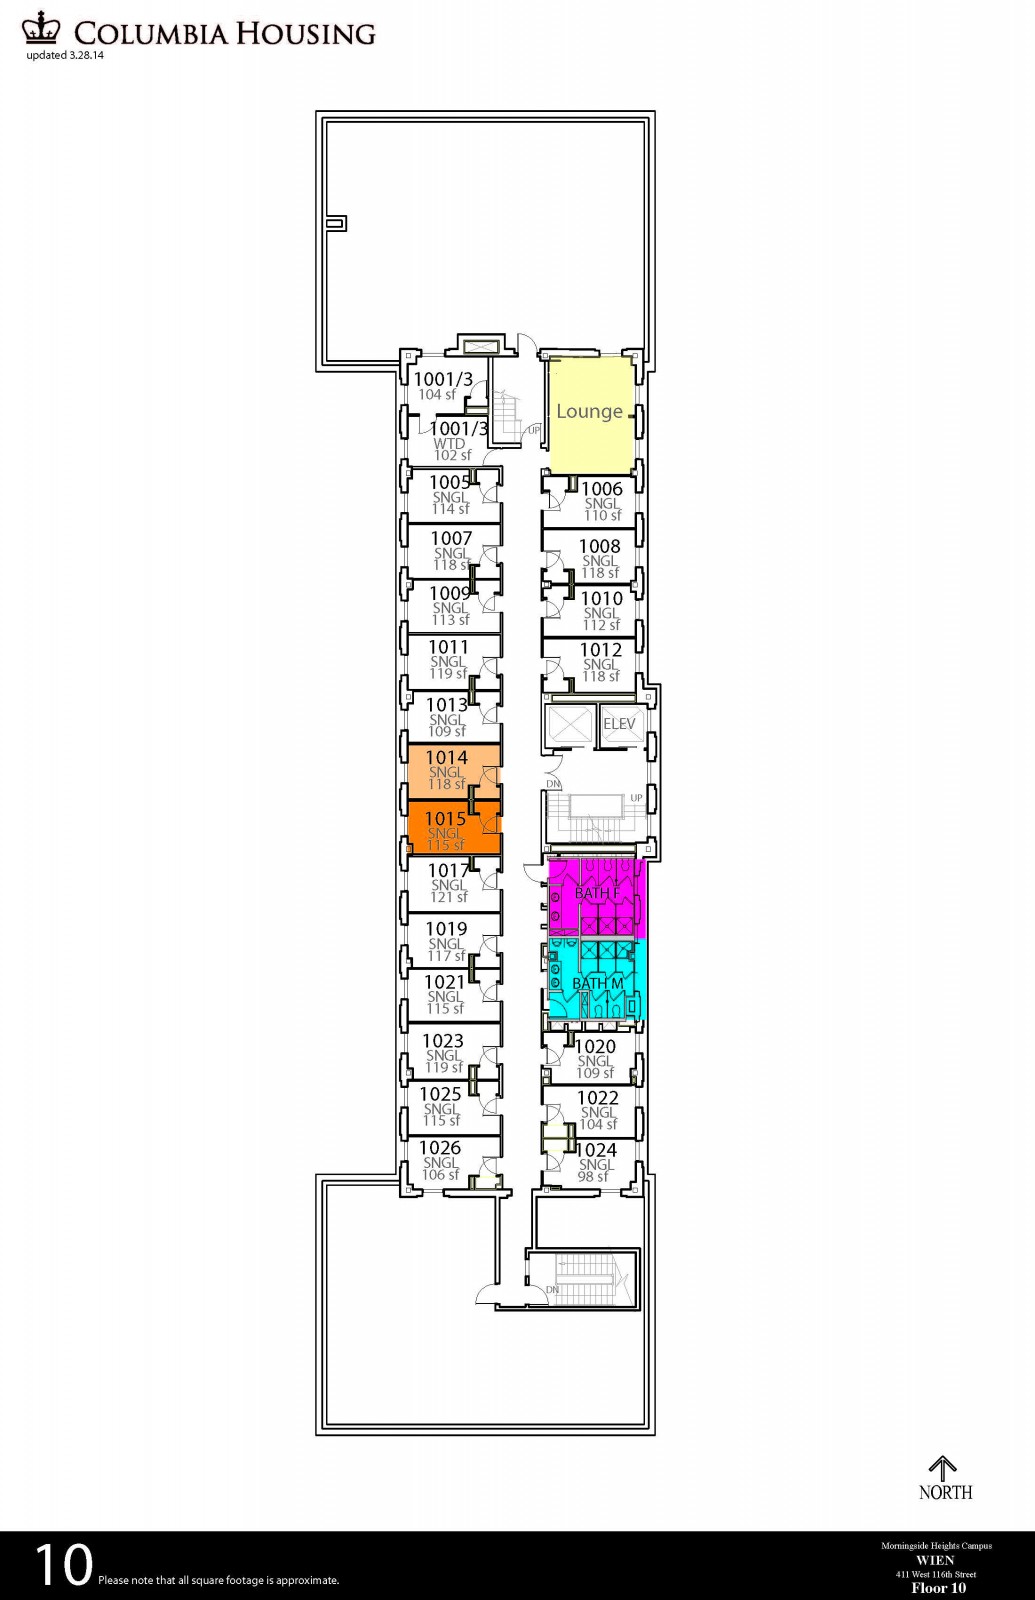 COLUMBIA HOUSING
updated 3.28.14
1001/3
104 sf
Lounge
UP
1001/3
WTD
102 sf
1005
SNGL
114 sf
1006
SNGL
110 sf
1007
SNGL
118 sf
1008
SNGL
118 sf
1009
SNGL
113 sf
1010
SNGL
112 sf
1011
SNGL
119 sf
1012
SNGL
118 sf
1013
SNGL
109 sf
ELEV
1014
SNGL
118 sf
DN
UP
1015
SNGL
115 sf
1017
SNGL
121 sf
BATH F
1019
SNGL
117 sf
BATH M
1021
SNGL
115 sf
1023
SNGL
119 sf
1020
SNGL
109 sf
1025
SNGL
115 sf
1022
SNGL
104 sf
1026
SNGL
106 sf
1024
SNGL
98 sf
DN
NORTH
10 Please note that all square footage is approximate.
Morningside Heights Campus
WIEN
411 West 116th Street
Floor 10